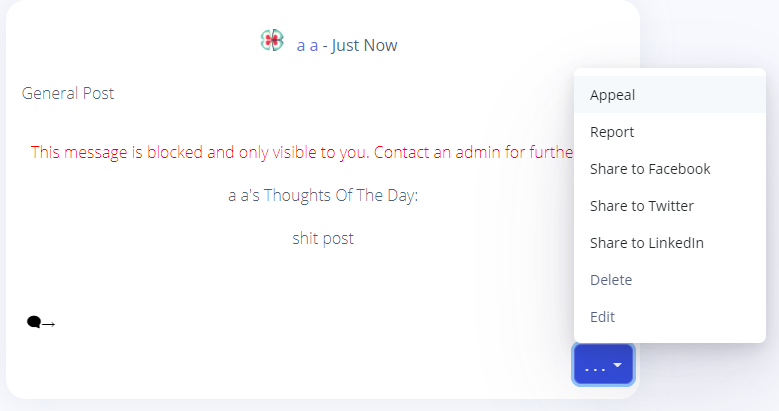 a a - Just Now
General Post
This message is blocked and only visible to you. Contact an admin for
a a's Thoughts Of The Day:
shit post
Appeal
Report
Share to Facebook
Share to Twitter
Share to LinkedIn
Delete
Edit
...